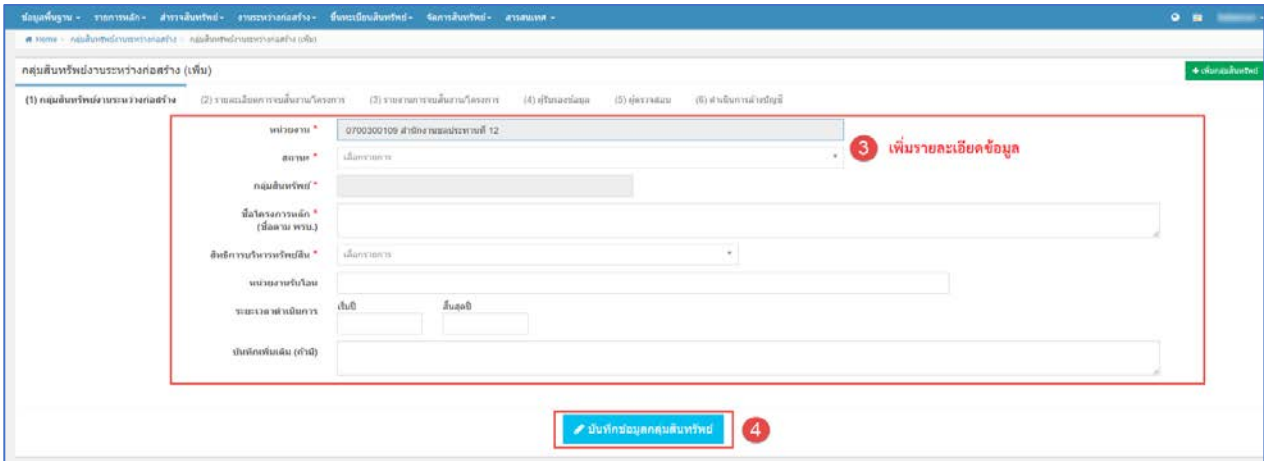 ข้อมูลพื้นฐาน รายการหลัก สำรวจสินทรัพย์ งานระหว่างก่อสร้าง ขึ้นทะเบียนสินทรัพย์ จัดการสินทรัพย์ สารสนเทศ
Home กลุ่มสินทรัพย์งานระหว่างก่อสร้าง กลุ่มสินทรัพย์งานระหว่างก่อสร้าง (เพิ่ม)
กลุ่มสินทรัพย์งานระหว่างก่อสร้าง (เพิ่ม)
+ เพิ่มกลุ่มสินทรัพย์
(1) กลุ่มสินทรัพย์งานระหว่างก่อสร้าง (2) รายละเอียดการจบสิ้นงาน/โครงการ (3) รายงานการจบสิ้นงาน/โครงการ (4) ผู้รับรองข้อมูล (5) ผู้ตรวจสอบ (6) ดำเนินการล้างบัญชี
หน่วยงาน * 0700300109 สำนักงานชลประทานที่ 12
สถานะ * เลือกรายการ
3 เพิ่มรายละเอียดข้อมูล
กลุ่มสินทรัพย์ *
ชื่อโครงการหลัก *
(ชื่อตาม พรบ.)
สิทธิการบริหารทรัพย์สิน * เลือกรายการ
หน่วยงานรับโอน
เริ่มปี สิ้นสุดปี
ระยะเวลาดำเนินการ
บันทึกเพิ่มเติม (ถ้ามี)
บันทึกข้อมูลกลุ่มสินทรัพย์ 4